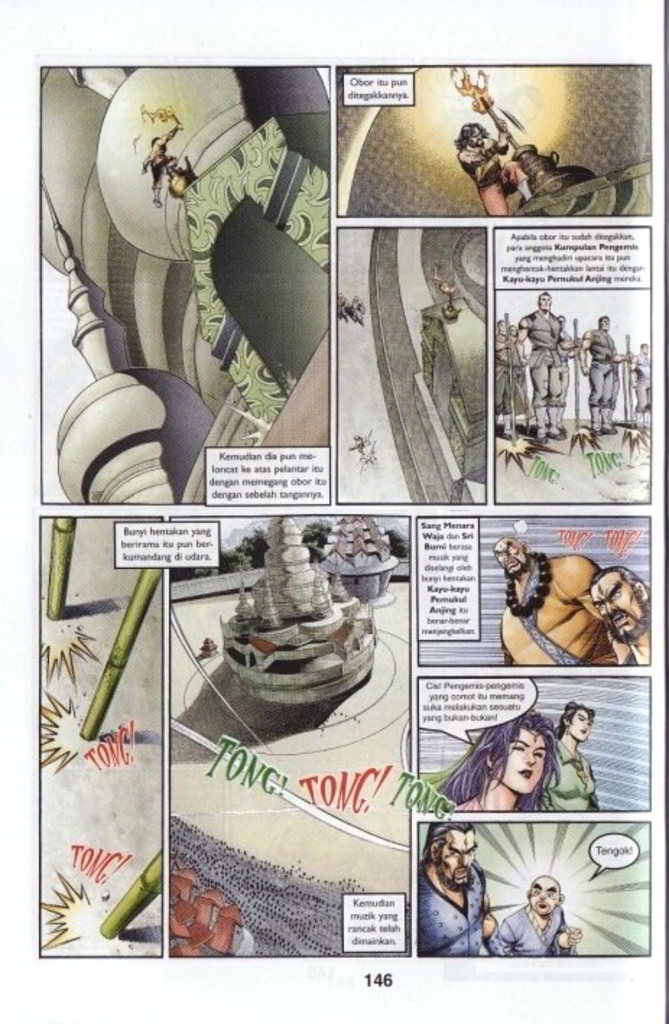 Obor itu pun
ditegakkannya.
Kemudian dia pun me-
loncat ke atas pelantar itu
dengan memegang obor itu
dengan sebelah tangannya.
Apabila obor itu sudah ditegakkan,
para anggota Kumpulan Pengemis
yang menghadiri upacara itu pun
menghentak-hentakkan lantai itu dengan
Kayu-kayu Pemukul Anjing mereka.
TONG!
TONG!
Bunyi hentakan yang
berirama itu pun ber-
kumandang di udara.
TONG!
TONG!
TONG! TONG! TONG!
Kemudian
muzik yang
rancak telah
dimainkan.
Sang Menara
Waja dan Sri
Bumi berasa
muzik yang
diselangi oleh
bunyi hentakan
Kayu-kayu
Pemukul
Anjing itu
benar-benar
menjengkelkan.
TONG! TONG!
Cis! Pengemis-pengemis
yang comot itu memang
suka melakukan sesuatu
yang bukan-bukan!
Tengok!
146